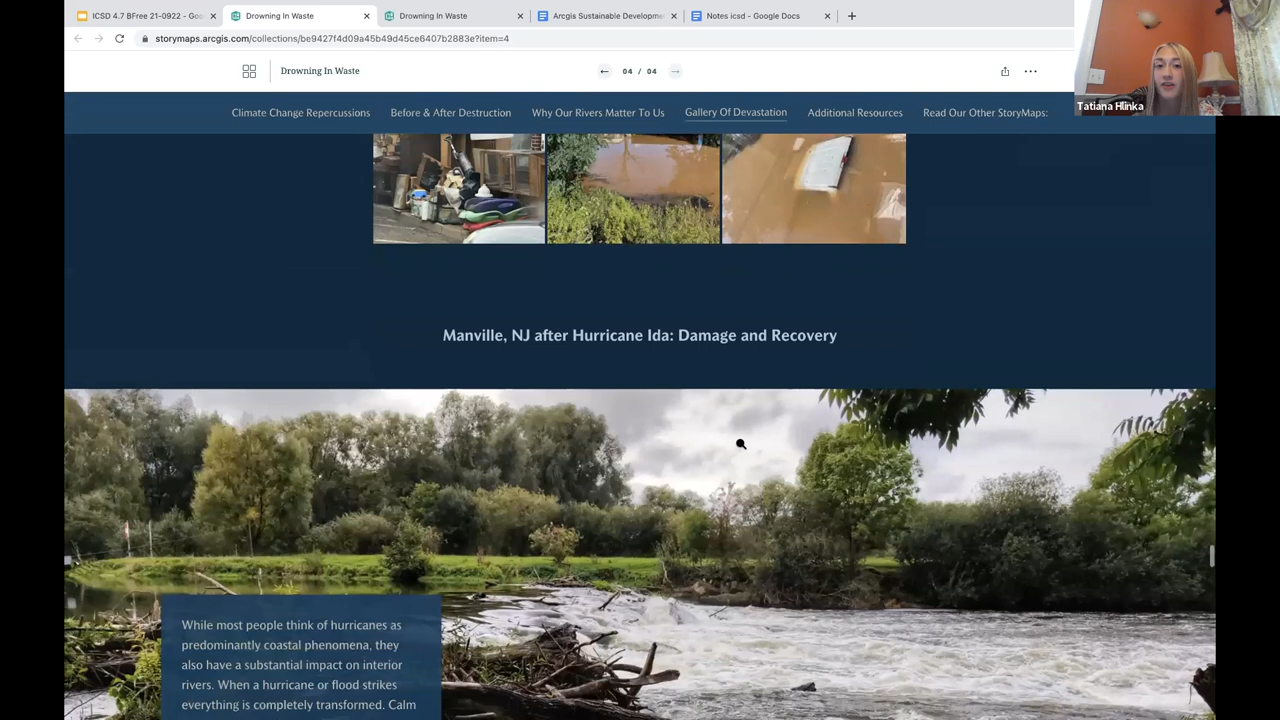 ICSD 4.7 BFree 21-0922 - Goo
Drowning In Waste
Drowning In Waste
Arcgis Sustainable Developme
Notes icsd - Google Docs
storymaps.arcgis.com/collections/be9427f4d09a45b49d45ce6407b2883e?item=4
Drowning In Waste
04 / 04
Tatiana Hlinka
Climate Change Repercussions
Before & After Destruction
Why Our Rivers Matter To Us
Gallery Of Devastation
Additional Resources
Read Our Other StoryMaps:
Manville, NJ after Hurricane Ida: Damage and Recovery
While most people think of hurricanes as
predominantly coastal phenomena, they
also have a substantial impact on interior
rivers. When a hurricane or flood strikes
everything is completely transformed. Calm